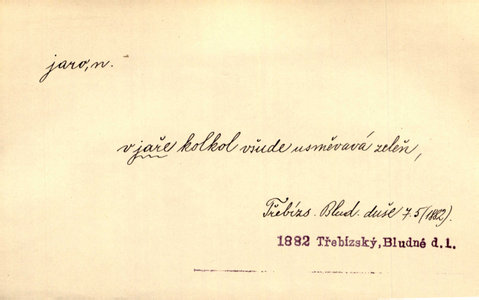 jaro, n.
v jaře kolkol všude usměvavá zeleň,
Třebízs. Blud. duše 7.5 (1882).
1882 Třebízský, Bludné d. 1.